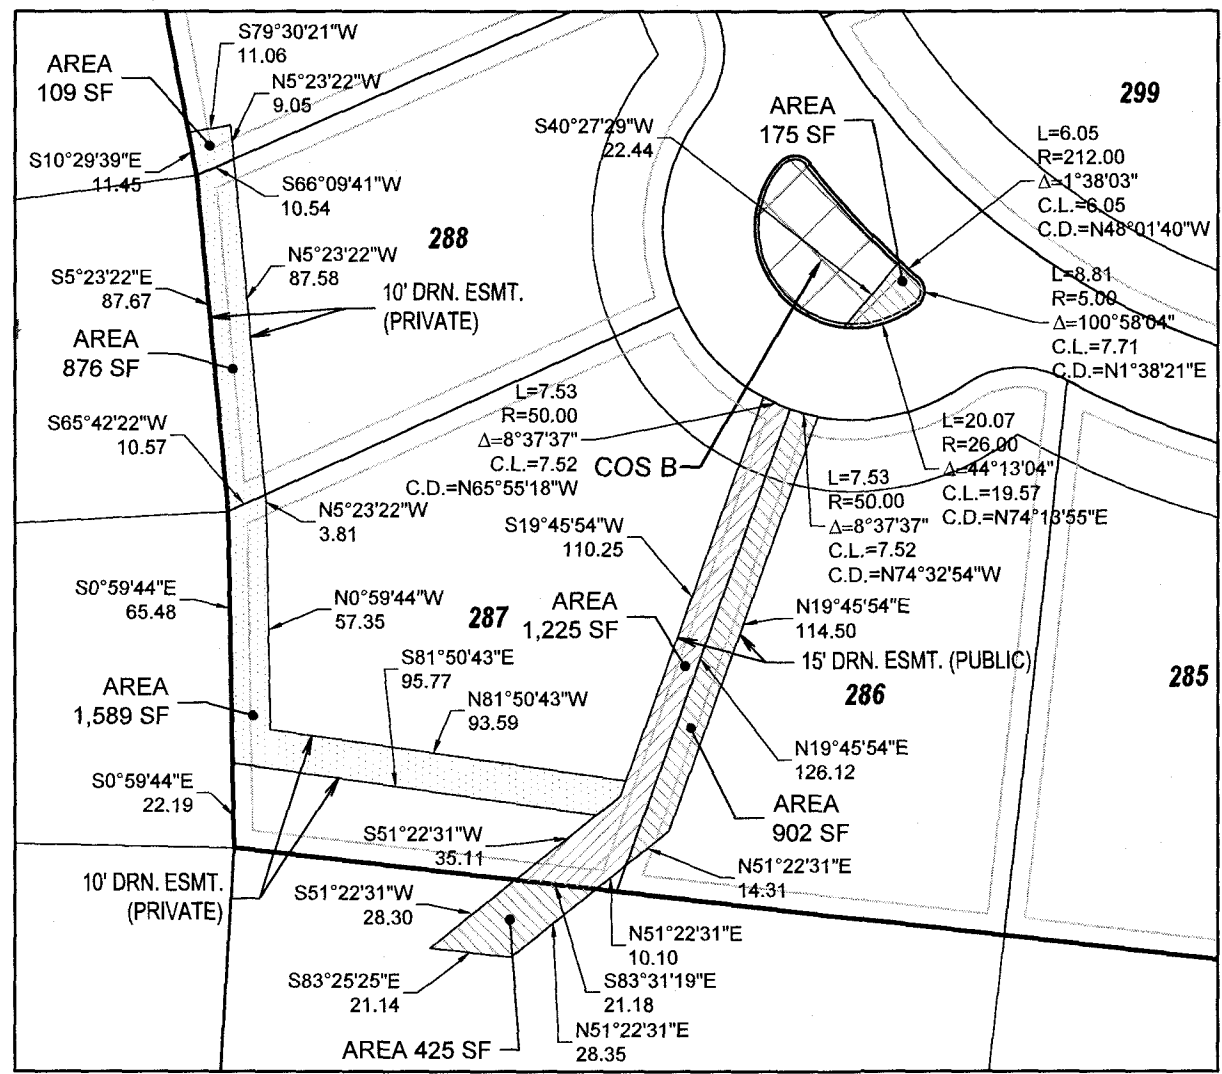 S79°30'21"W
11.06
AREA
109 SF
N5°23'22"W
9.05
S10°29'39"E
11.45
S66°09'41"W
10.54
288
N5°23'22"W
87.58
S5°23'22"E
87.67
10' DRN. ESMT.
(PRIVATE)
AREA
876 SF
S65°42'22"W
10.57
N5°23'22"W
3.81
S0°59'44"E
65.48
N0°59'44"W
57.35
287
AREA
1,589 SF
S81°50'43"E
95.77
N81°50'43"W
93.59
S0°59'44"E
22.19
10' DRN. ESMT.
(PRIVATE)
S51°22'31"W
35.11
S51°22'31"W
28.30
S83°25'25"E
21.14
AREA 425 SF
S40°27'29"W
22.44
AREA
175 SF
299
L=6.05
R=212.00
Δ=1°38'03"
C.L.=6.05
C.D.=N48°01'40"W
L=8.81
R=5.00
Δ=100°58'04"
C.L.=7.71
C.D.=N1°38'21"E
L=7.53
R=50.00
Δ=8°37'37"
C.L.=7.52
C.D.=N65°55'18"W
COS B
L=20.07
R=26.00
Δ=44°13'04"
C.L.=19.57
C.D.=N74°13'55"E
L=7.53
R=50.00
Δ=8°37'37"
C.L.=7.52
C.D.=N74°32'54"W
S19°45'54"W
110.25
AREA
1,225 SF
N19°45'54"E
114.50
15' DRN. ESMT. (PUBLIC)
286
285
N19°45'54"E
126.12
AREA
902 SF
N51°22'31"E
14.31
N51°22'31"E
10.10
S83°31'19"E
21.18
N51°22'31"E
28.35